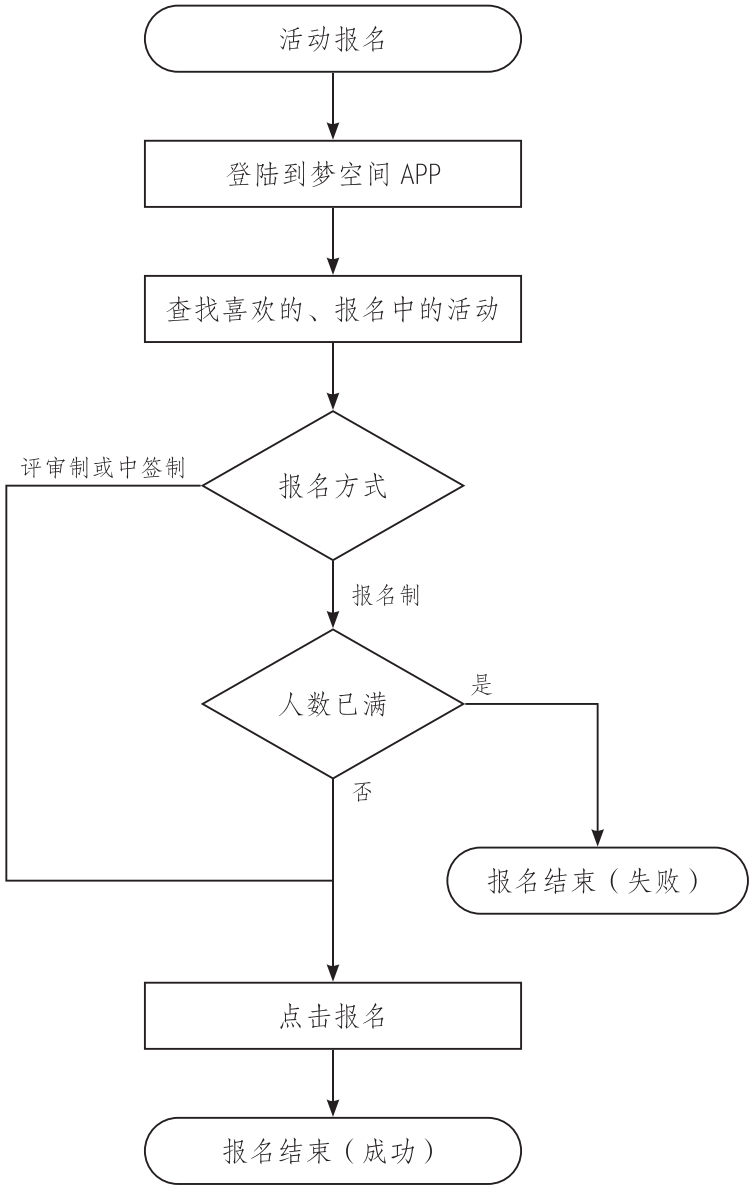 活动报名
登陆到梦空间 APP
查找喜欢的、报名中的活动
评审制或中签制
报名方式
报名制
人数已满
是
否
报名结束（失败）
点击报名
报名结束（成功）